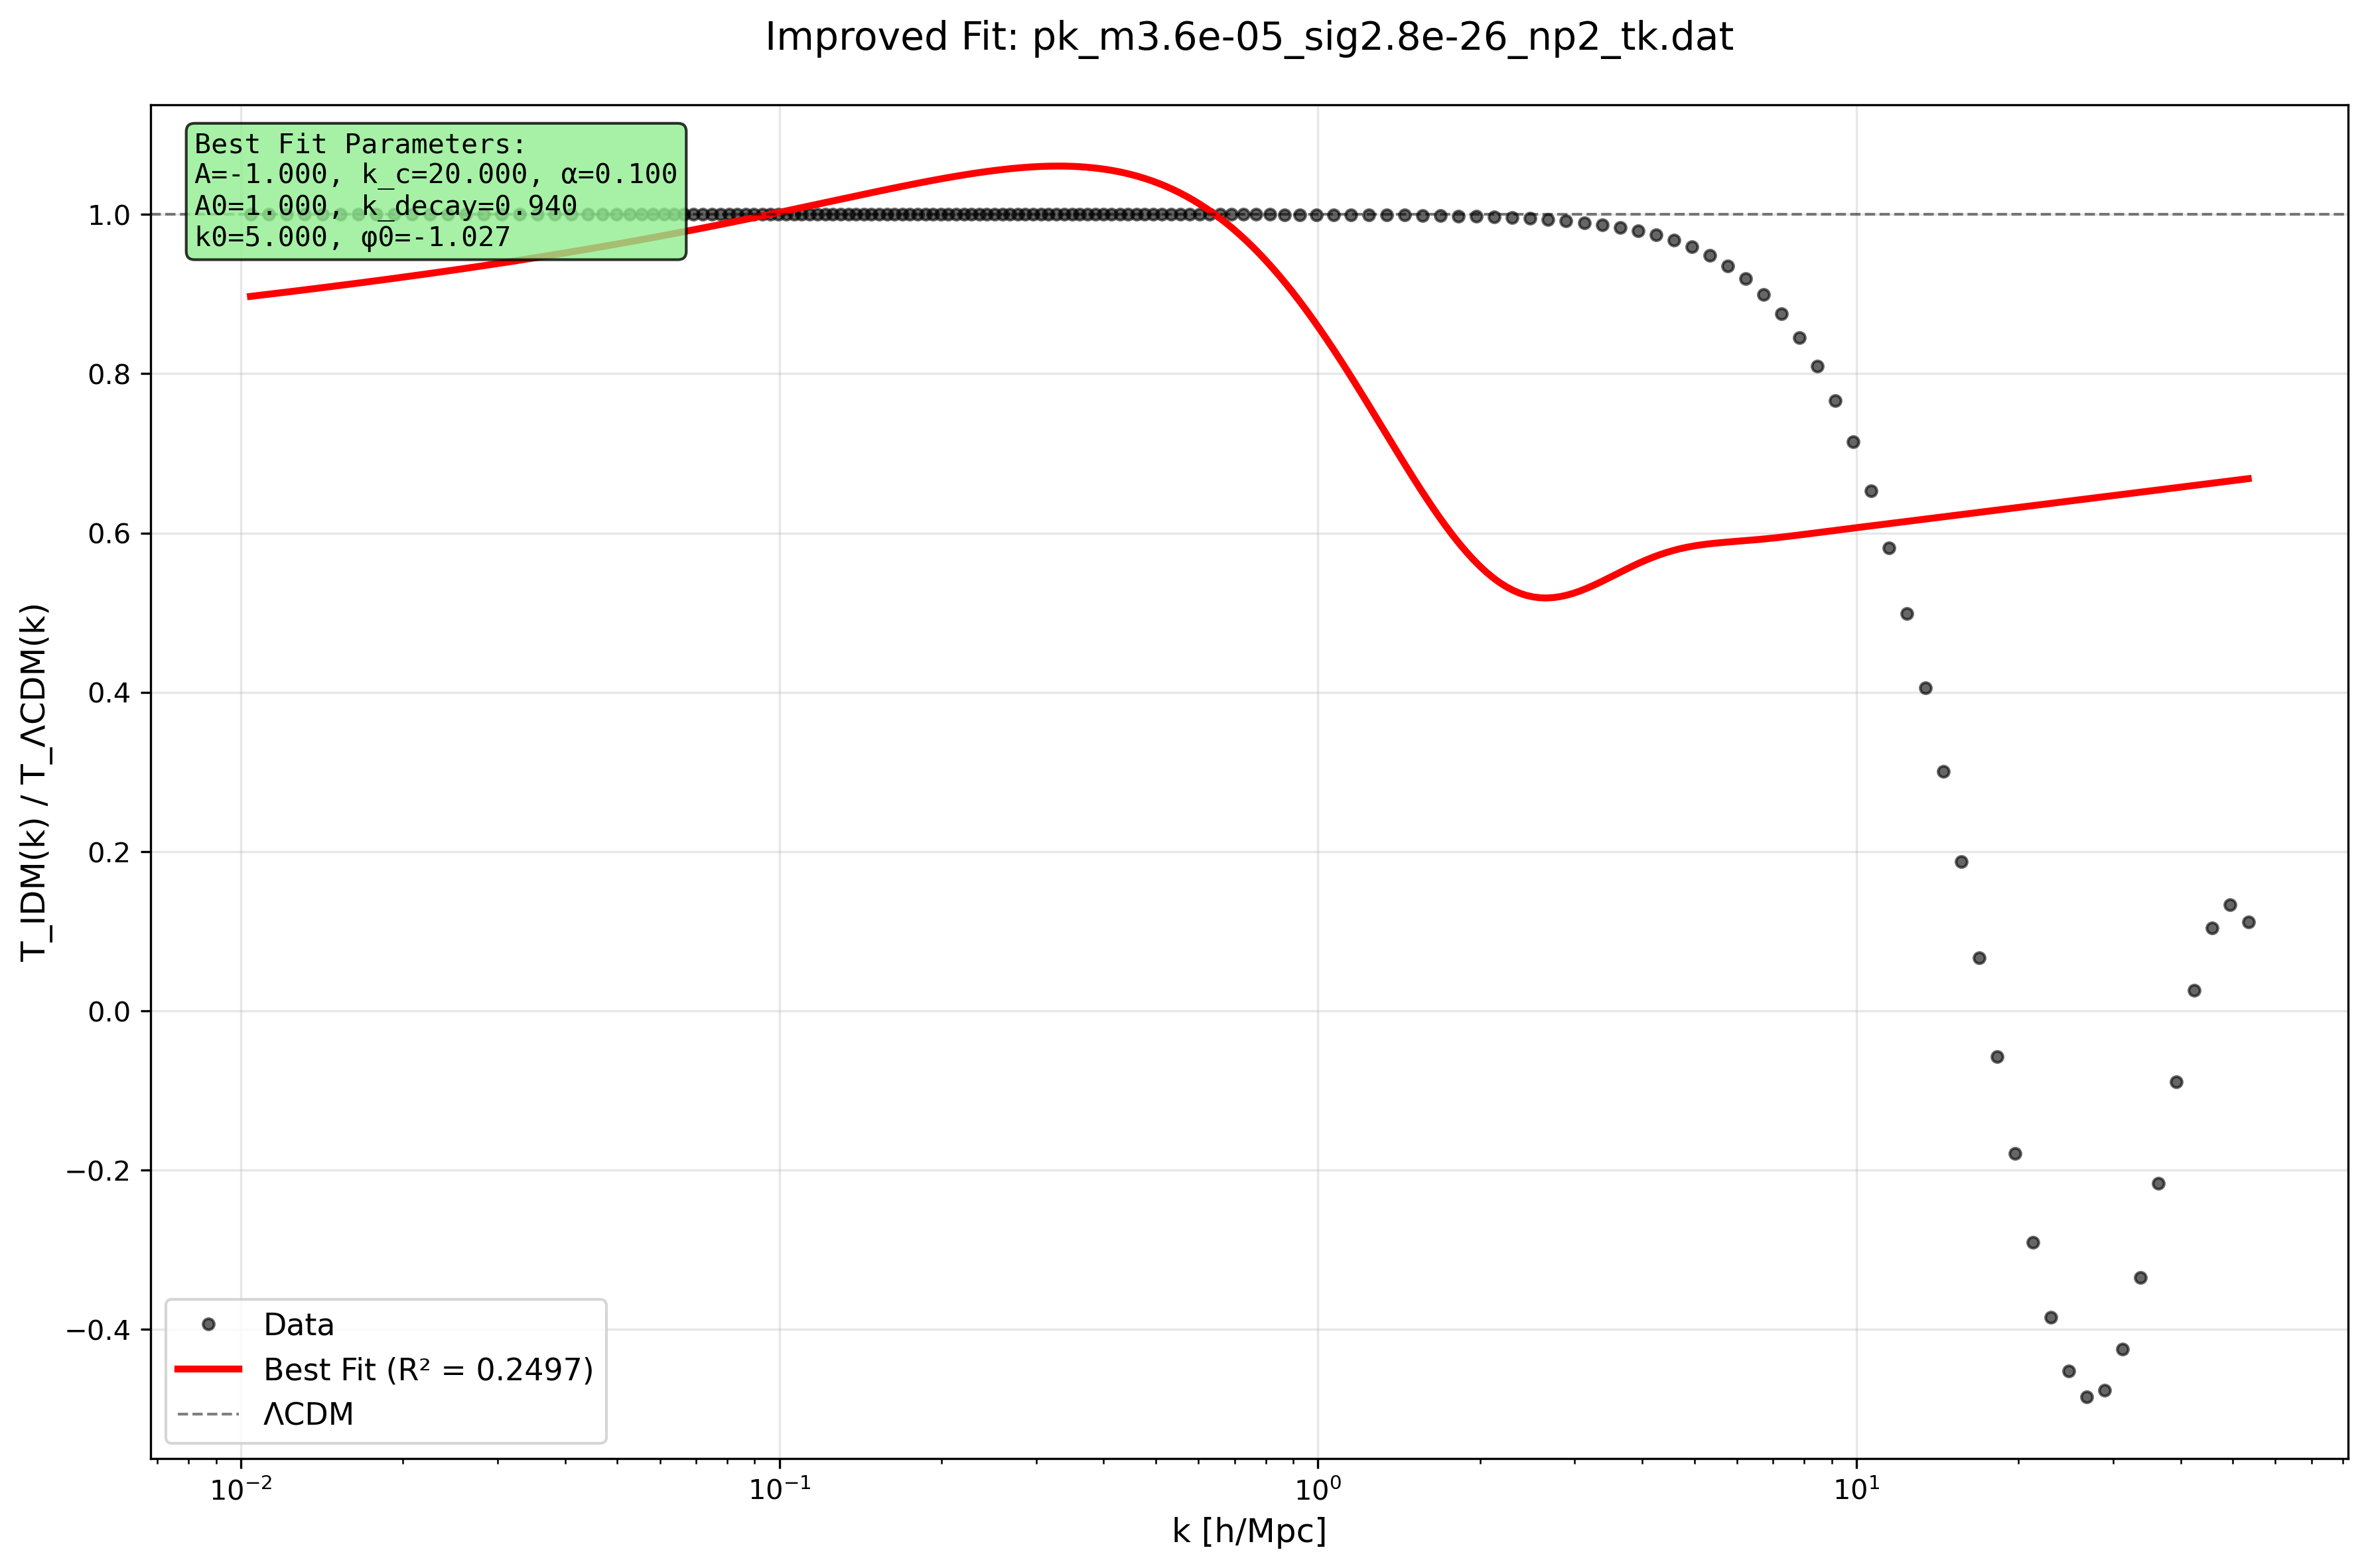 Improved Fit: pk_m3.6e-05_sig2.8e-26_np2_tk.dat
Best Fit Parameters:
A=-1.000, k_c=20.000, α=0.100
A0=1.000, k_decay=0.940
k0=5.000, φ0=-1.027
T_IDM(k) / T_ΛCDM(k)
1.0
0.8
0.6
0.4
0.2
0.0
−0.2
−0.4
Data
Best Fit (R² = 0.2497)
ΛCDM
10⁻² 10⁻¹ 10⁰ 10¹
k [h/Mpc]